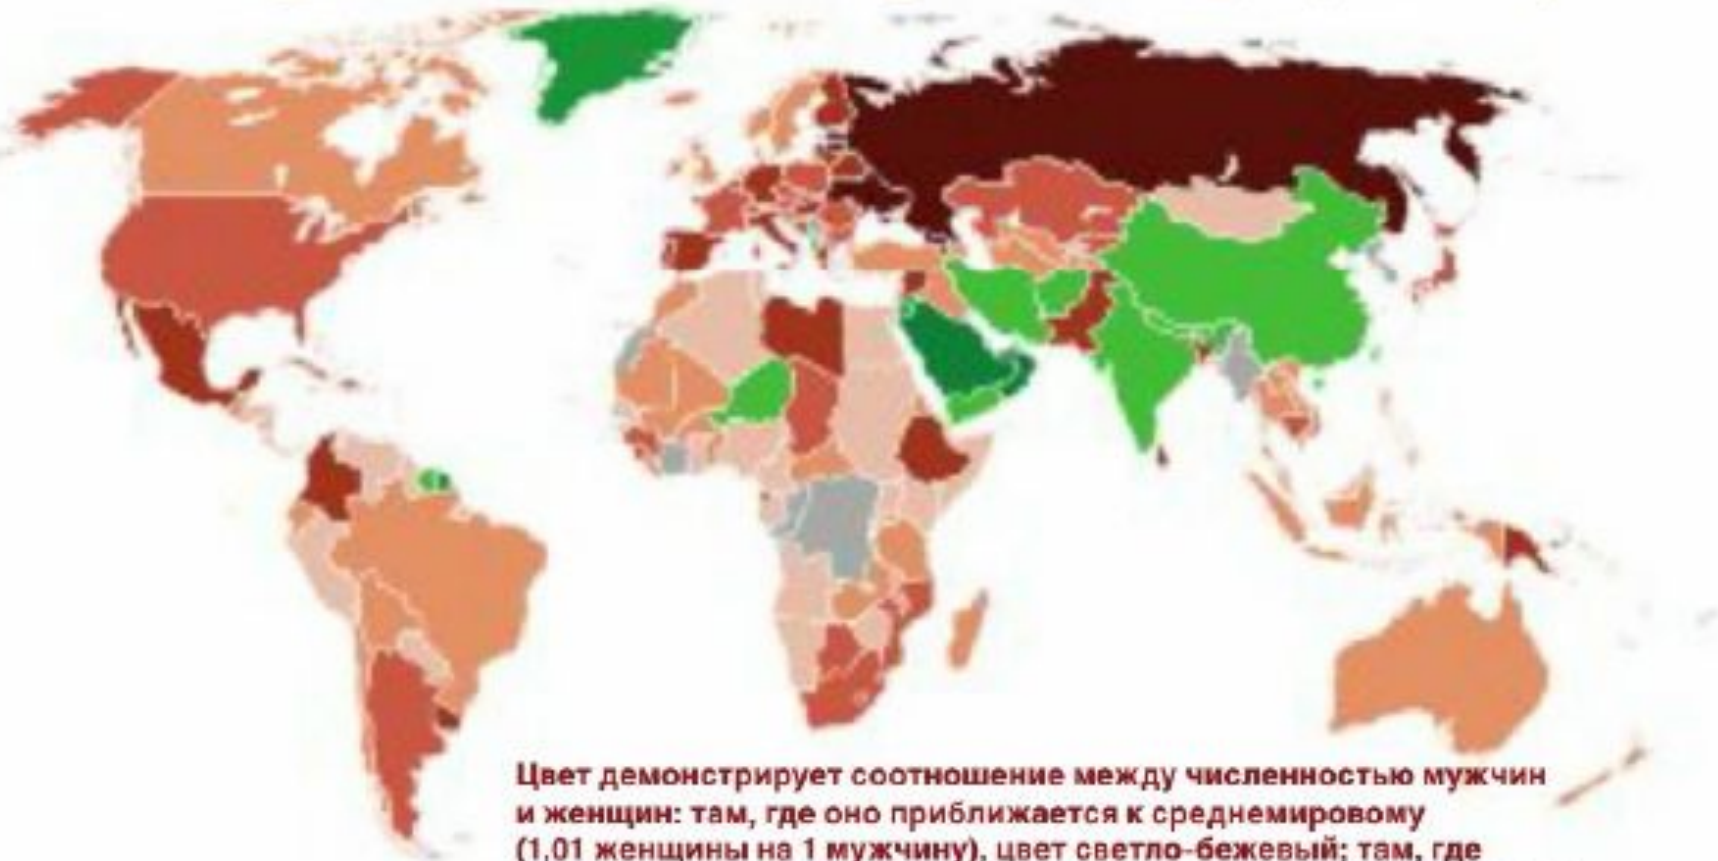 Цвет демонстрирует соотношение между численностью мужчин
и женщин: там, где оно приближается к среднемировому
(1,01 женщины на 1 мужчину), цвет светло-бежевый; там, где